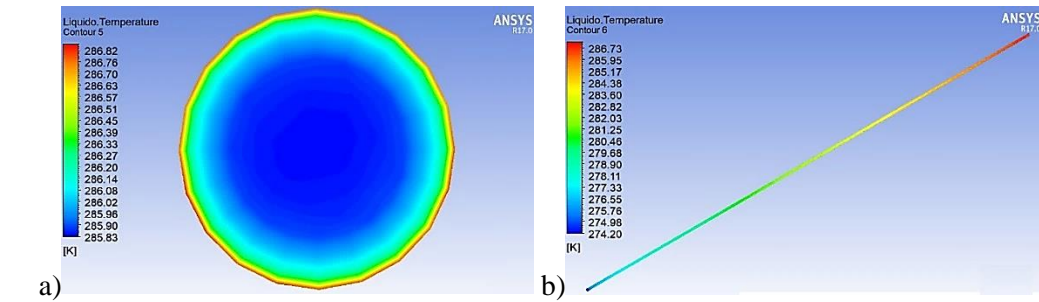 Liquido.Temperature
Contour 5
286.82
286.76
286.70
286.63
286.57
286.51
286.45
286.39
286.33
286.27
286.20
286.14
286.08
286.02
285.96
285.90
285.83
[K]
ANSYS
R17.0
a)
Liquido.Temperature
Contour 6
286.73
285.95
285.17
284.38
283.60
282.82
282.03
281.25
280.46
279.68
278.90
278.11
277.33
276.55
275.76
274.98
274.20
[K]
ANSYS
R17.0
b)